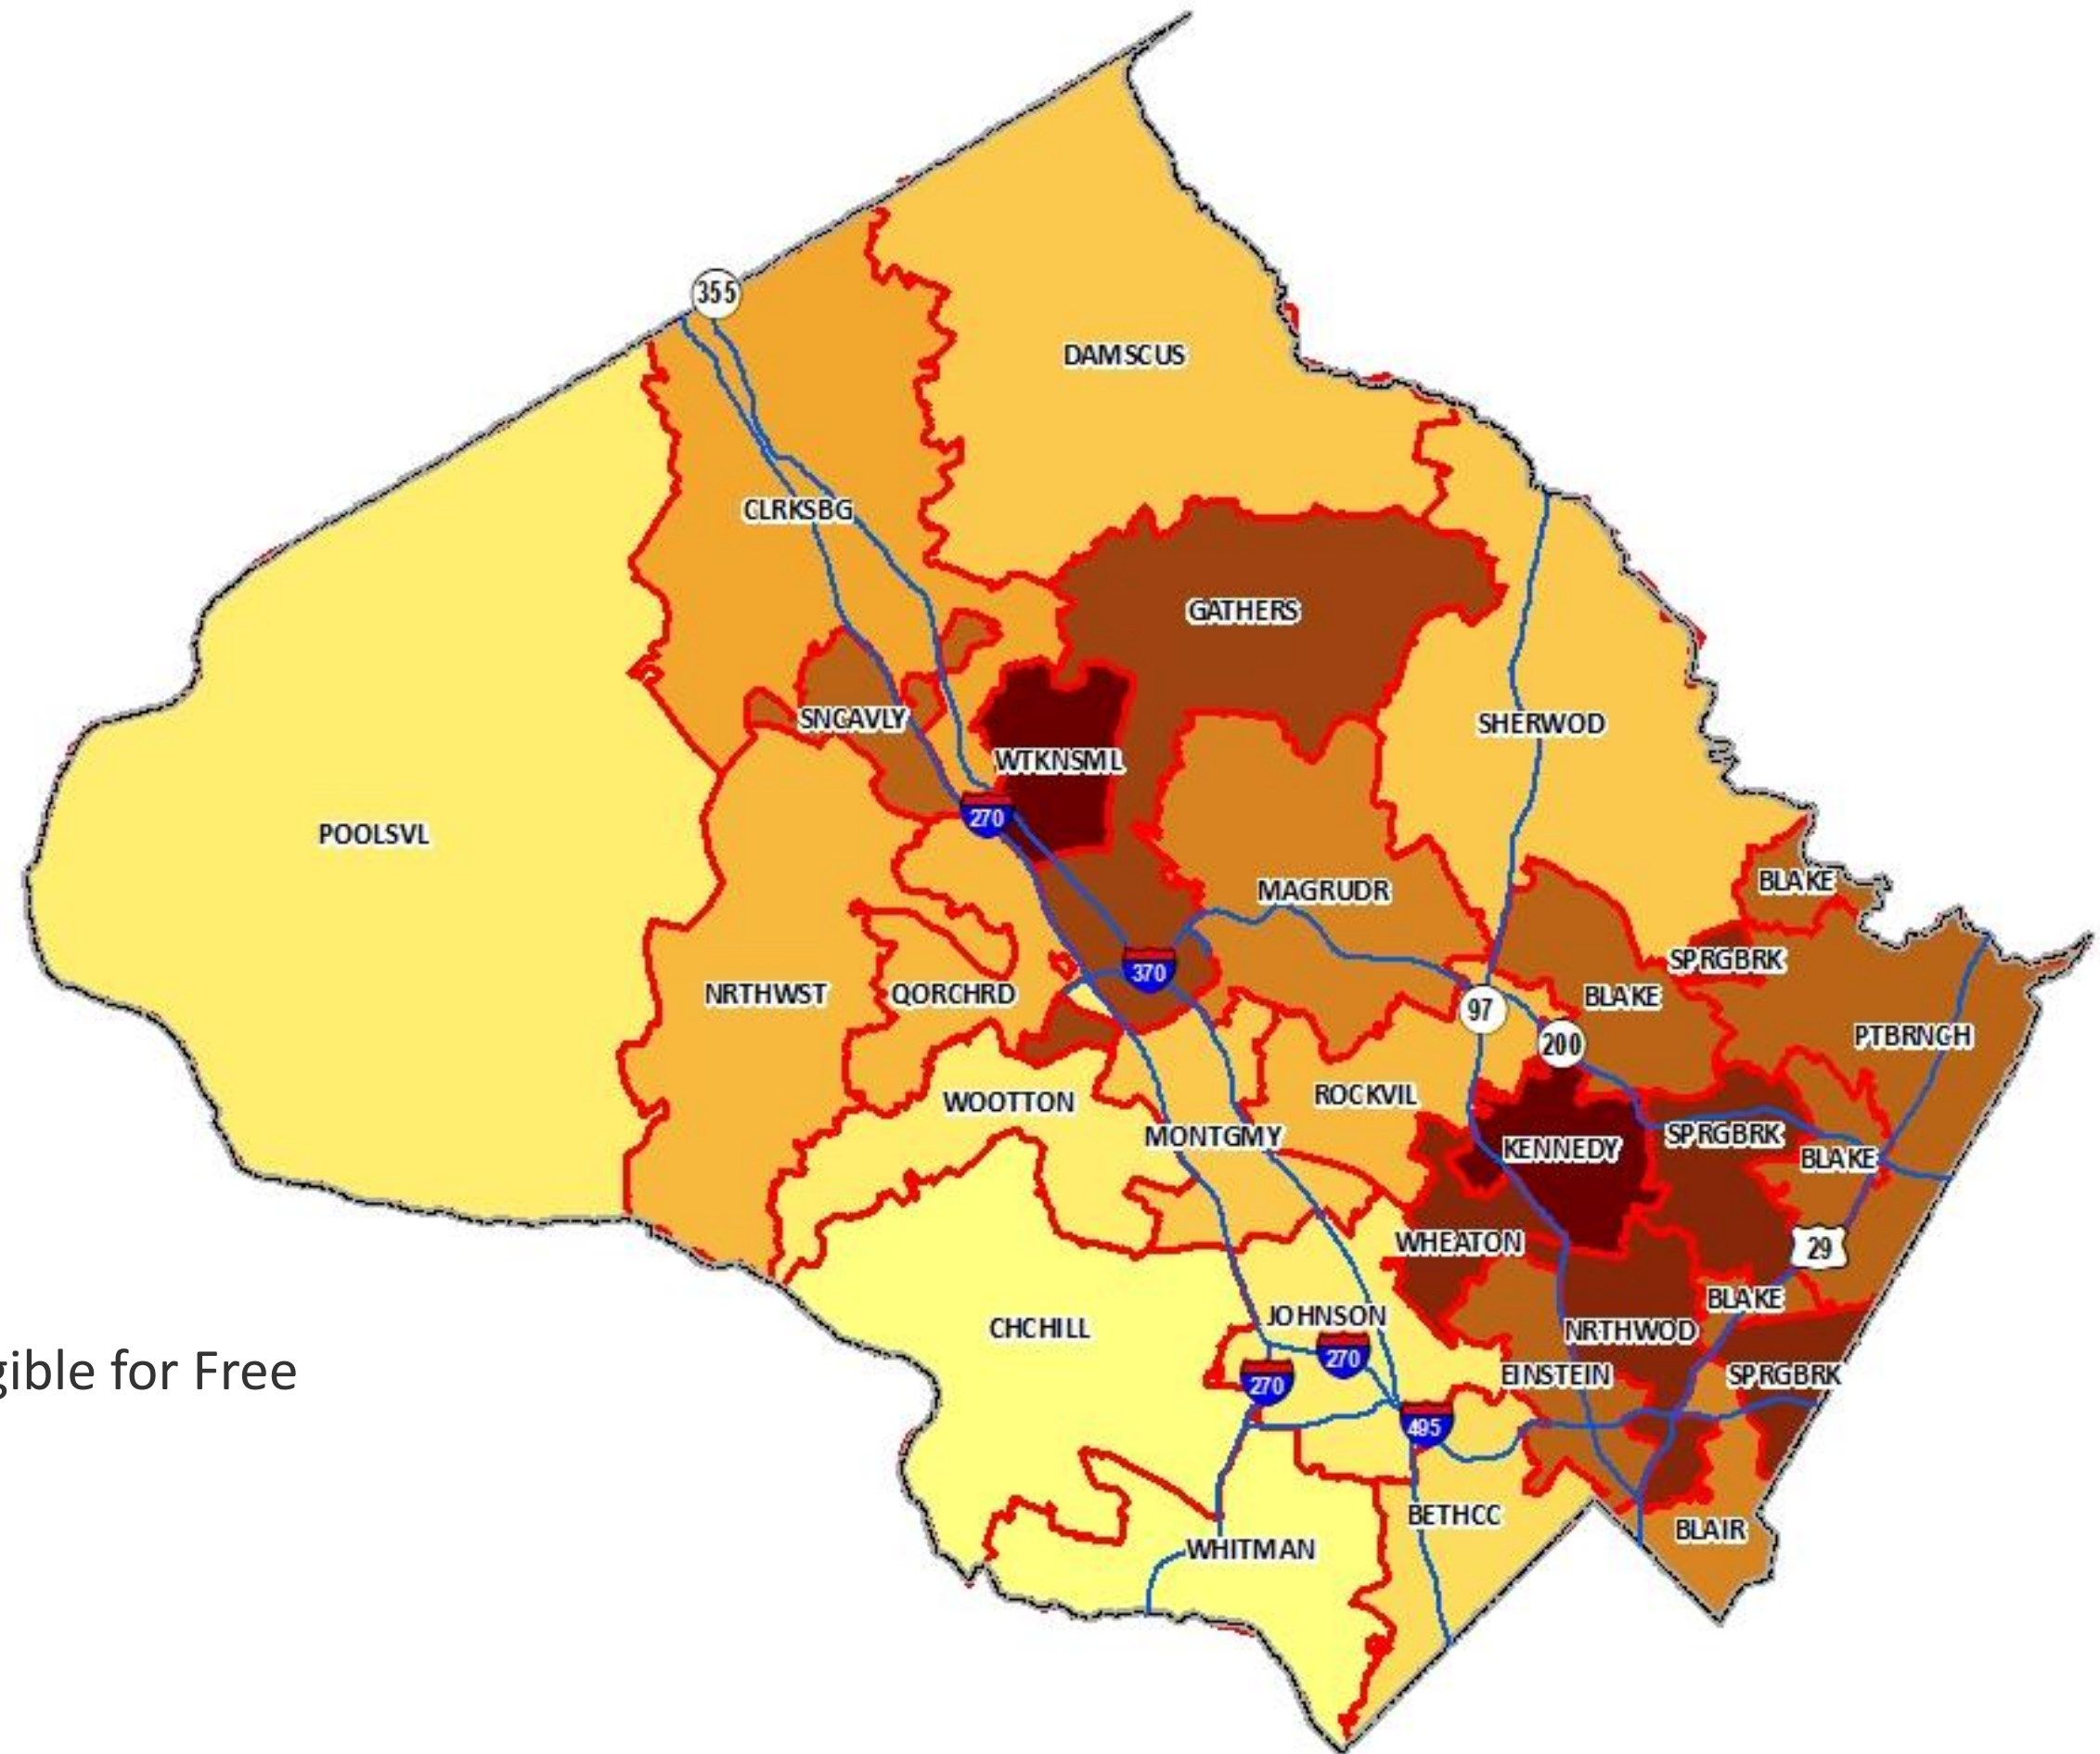 355
DAMSCUS
CLRKSBG
GATHERS
SNCAVLY
SHERWOD
WTKNSML
270
POOLSVL
BLAKE
MAGRUDR
SPRGBRK
370
NRTHWST
QORCHRD
BLAKE
97
PTBRNCH
200
ROCKVIL
WOOTTON
MONTGMY
SPRGBRK
KENNEDY
BLAKE
WHEATON
29
BLAKE
JOHNSON
CHCHILL
NRTHWOD
270
gible for Free
EINSTEIN
SPRGBRK
270
495
BETHCC
BLAIR
WHITMAN